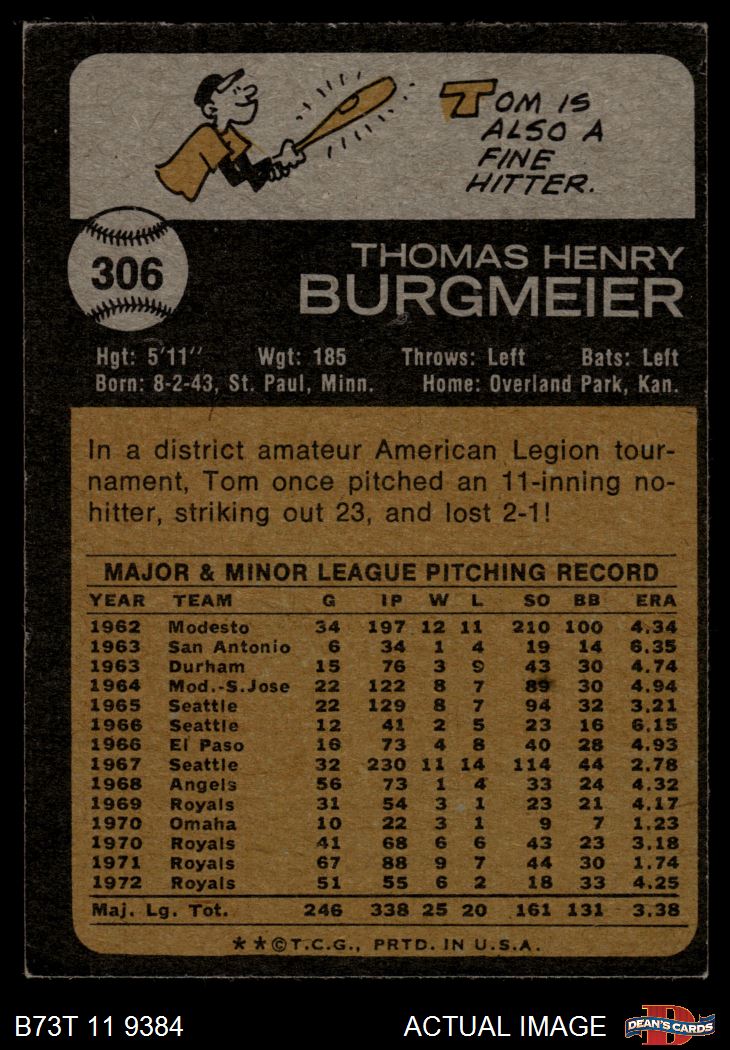 TOM IS
ALSO A
FINE
HITTER.
306
THOMAS HENRY
BURGMEIER
Hgt: 5'11" Wgt: 185 Throws: Left Bats: Left
Born: 8-2-43, St. Paul, Minn. Home: Overland Park, Kan.
In a district amateur American Legion tour-
nament, Tom once pitched an 11-inning no-
hitter, striking out 23, and lost 2-1!
MAJOR & MINOR LEAGUE PITCHING RECORD
YEAR TEAM G IP W L SO BB ERA
1962 Modesto 34 197 12 11 210 100 4.34
1963 San Antonio 6 34 1 4 19 14 6.35
1963 Durham 15 76 3 9 43 30 4.74
1964 Mod.-S.Jose 22 122 8 7 89 30 4.94
1965 Seattle 22 129 8 7 94 32 3.21
1966 Seattle 12 41 2 5 23 16 6.15
1966 El Paso 16 73 4 8 40 28 4.93
1967 Seattle 32 230 11 14 114 44 2.78
1968 Angels 56 73 1 4 33 24 4.32
1969 Royals 31 54 3 1 23 21 4.17
1970 Omaha 10 22 3 1 9 7 1.23
1970 Royals 41 68 6 6 43 23 3.18
1971 Royals 67 88 9 7 44 30 1.74
1972 Royals 51 55 6 2 18 33 4.25
Maj. Lg. Tot. 246 338 25 20 161 131 3.38
* * © T.C.G., PRTD. IN U.S.A.
B73T 11 9384 ACTUAL IMAGE D DEAN'S CARDS